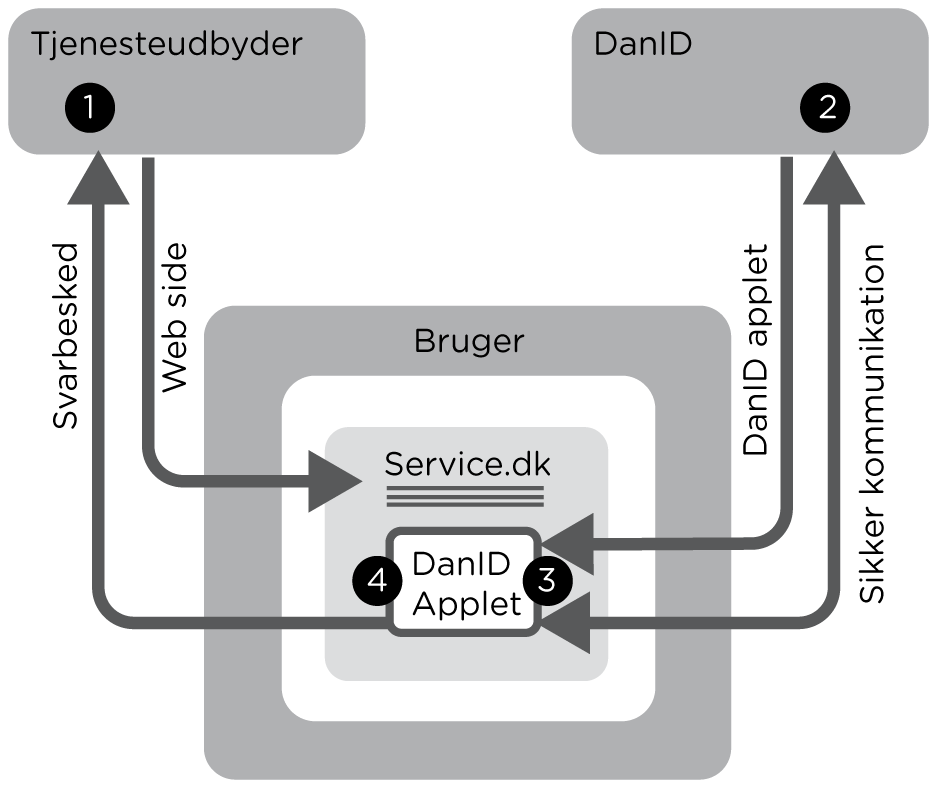 Tjenesteudbyder
1
DanID
2
Svarbesked
Web side
DanID applet
Sikker kommunikation
Bruger
Service.dk
4
DanID
Applet
3